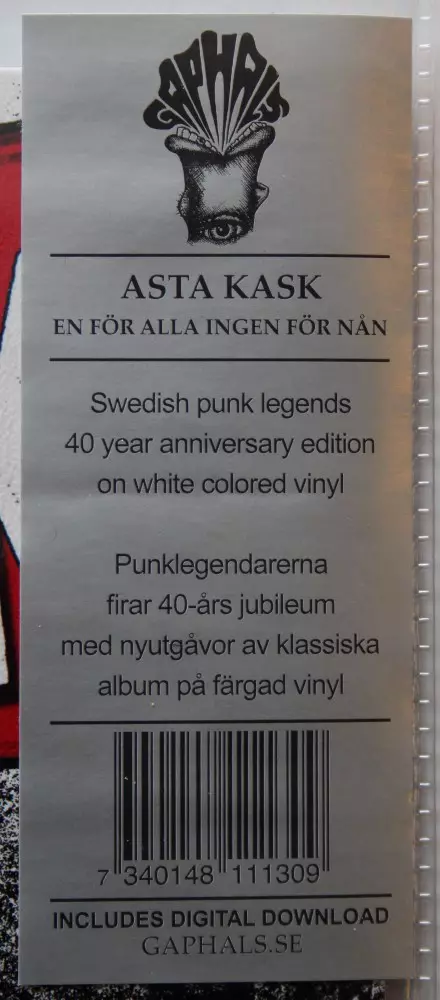 GAPHALS
ASTA KASK
EN FÖR ALLA INGEN FÖR NÅN
Swedish punk legends
40 year anniversary edition
on white colored vinyl
Punklegendarerna
firar 40-års jubileum
med nyutgåvor av klassiska
album på färgad vinyl
7 340148 111309
INCLUDES DIGITAL DOWNLOAD
GAPHALS.SE